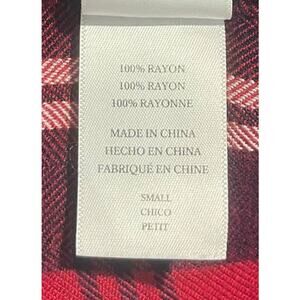 100% RAYON
100% RAYON
100% RAYONNE
MADE IN CHINA
HECHO EN CHINA
FABRIQUÉ EN CHINE
SMALL
CHICO
PETIT